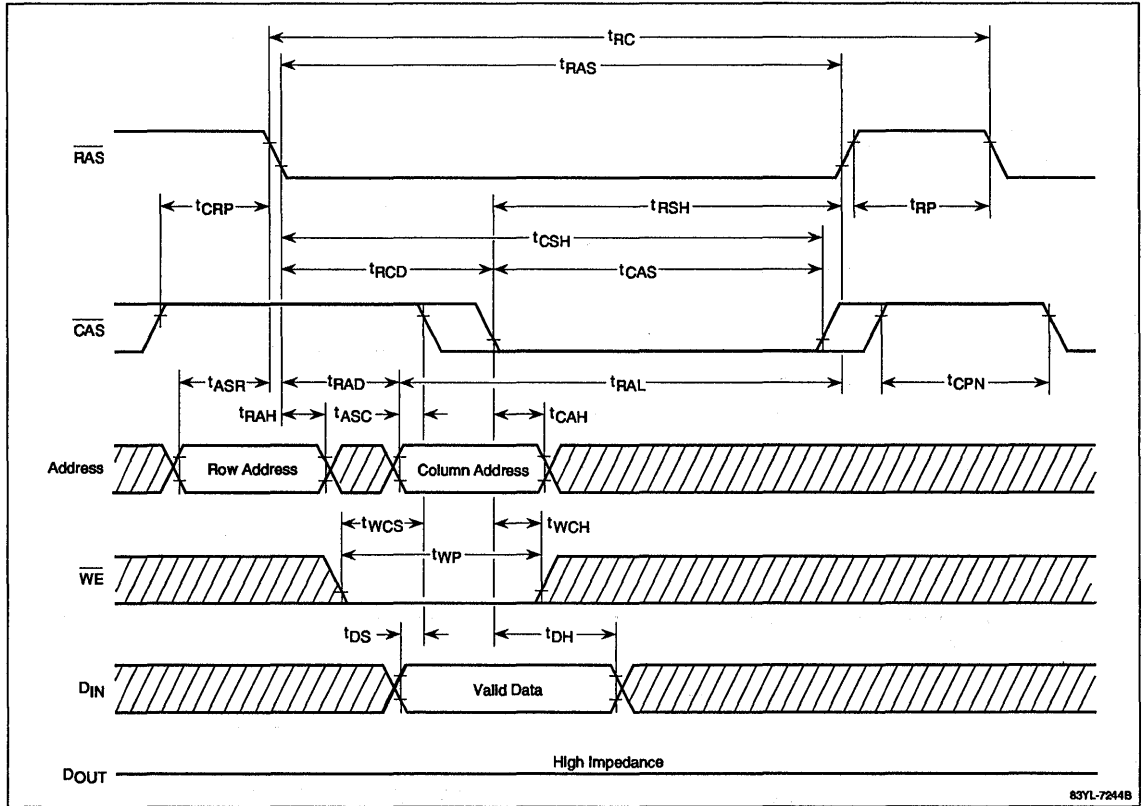 tRC
tRAS
RAS
tCRP
tRSH
tRP
tCSH
tRCD
tCAS
CAS
tASR
tRAD
tRAL
tCPN
tRAH
tASC
tCAH
Address
Row Address
Column Address
tWCS
tWCH
tWP
WE
tDS
tDH
DIN
Valid Data
High Impedance
DOUT
83YL-7244B